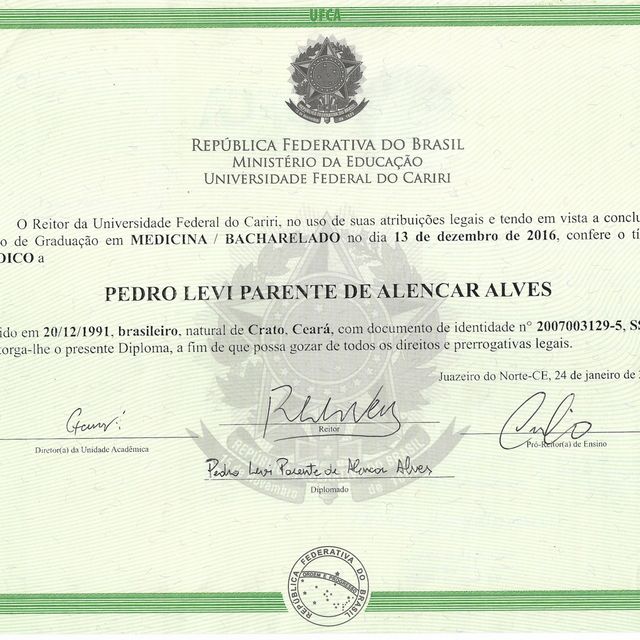 UFCA
REPÚBLICA FEDERATIVA DO BRASIL
MINISTÉRIO DA EDUCAÇÃO
UNIVERSIDADE FEDERAL DO CARIRI
O Reitor da Universidade Federal do Cariri, no uso de suas atribuições legais e tendo em vista a conclu
o de Graduação em MEDICINA / BACHARELADO no dia 13 de dezembro de 2016, confere o tí
DICO a
PEDRO LEVI PARENTE DE ALENCAR ALVES
ido em 20/12/1991, brasileiro, natural de Crato, Ceará, com documento de identidade nº 2007003129-5, SS
torga-lhe o presente Diploma, a fim de que possa gozar de todos os direitos e prerrogativas legais.
Juazeiro do Norte-CE, 24 de janeiro de 2
Diretor(a) da Unidade Acadêmica
Reitor
Pró-Reitor(a) de Ensino
Pedro Levi Parente de Alencar Alves
Diplomado
REPÚBLICA FEDERATIVA DO BRASIL
ORDEM E PROGRESSO